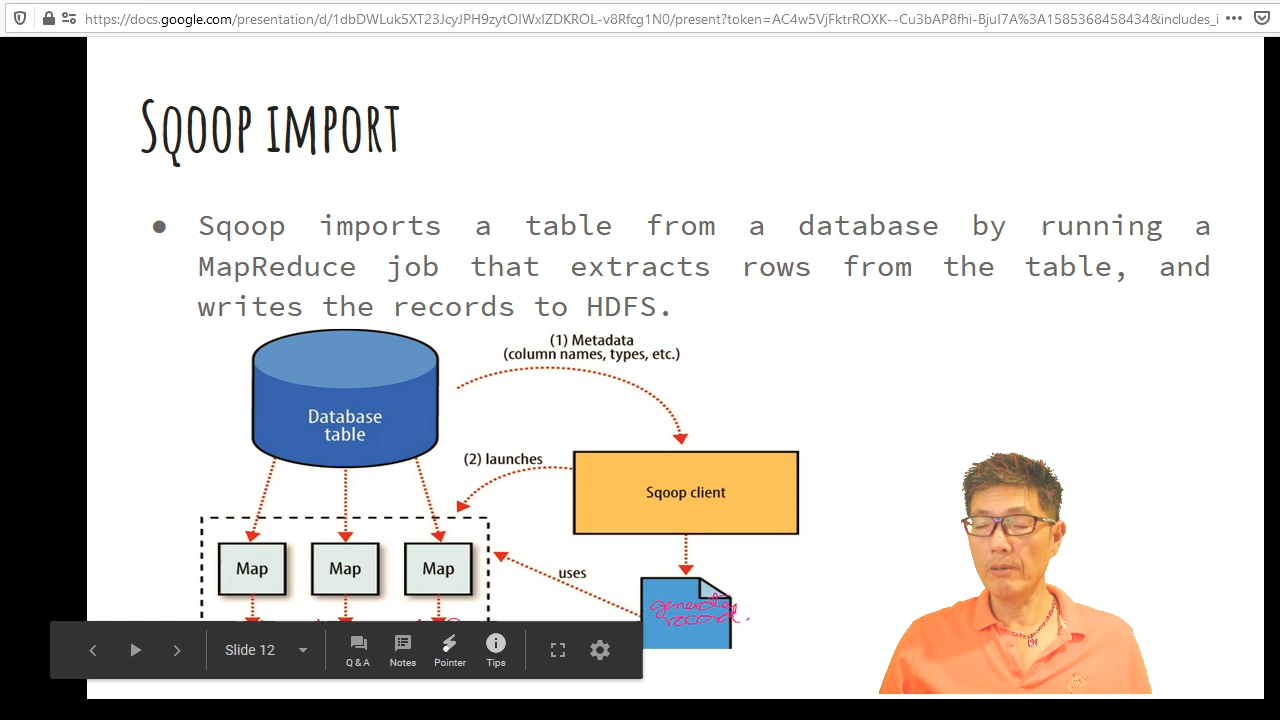 https://docs.google.com/presentation/d/1dbDWLuk5XT23JcyJPH9zytOIWxlZDKROL-v8Rfcg1N0/present?token=AC4w5VjFktrROXK--Cu3bAP8fhi-BjuI7A%3A1585368458434&includes_i
Sqoop import
● Sqoop imports a table from a database by running a
MapReduce job that extracts rows from the table, and
writes the records to HDFS.
(1) Metadata
(column names, types, etc.)
Database
table
(2) launches
Sqoop client
Map Map Map
uses
record.
Slide 12
Q & A Notes Pointer Tips